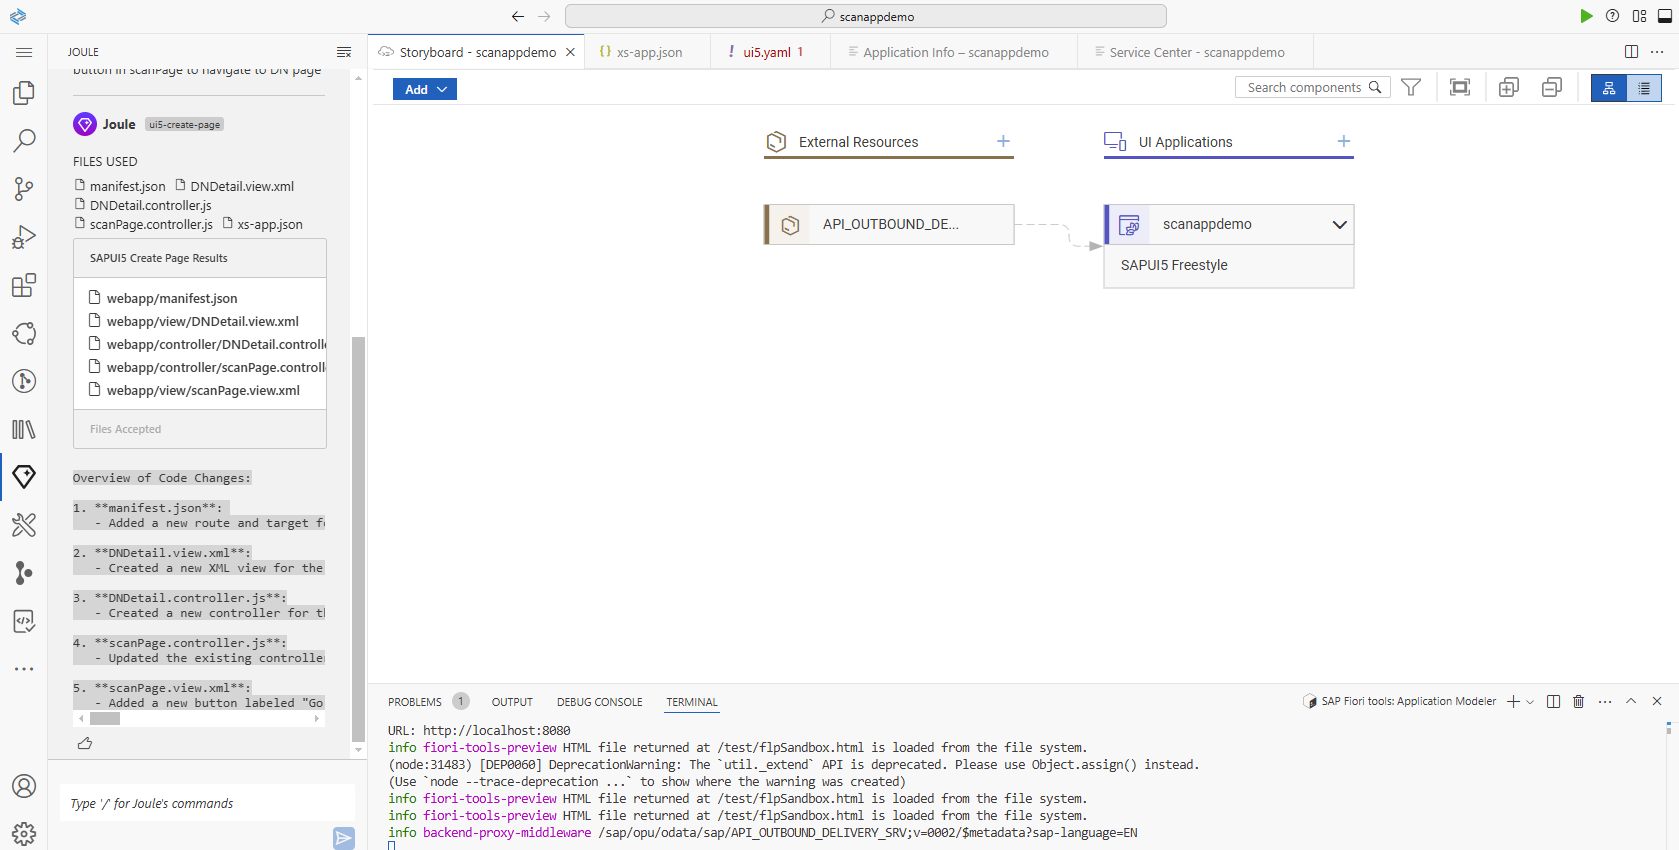 scanappdemo
JOULE
button in scanPage to navigate to DN page
Joule ui5-create-page
FILES USED
manifest.json DNDetail.view.xml
DNDetail.controller.js
scanPage.controller.js xs-app.json
SAPUI5 Create Page Results
webapp/manifest.json
webapp/view/DNDetail.view.xml
webapp/controller/DNDetail.controlle
webapp/controller/scanPage.controll
webapp/view/scanPage.view.xml
Files Accepted
Overview of Code Changes:
1. **manifest.json**:
- Added a new route and target fo
2. **DNDetail.view.xml**:
- Created a new XML view for the
3. **DNDetail.controller.js**:
- Created a new controller for th
4. **scanPage.controller.js**:
- Updated the existing controller
5. **scanPage.view.xml**:
- Added a new button labeled "Go
Type '/' for Joule's commands
Storyboard - scanappdemo
{} xs-app.json
! ui5.yaml 1
Application Info – scanappdemo
Service Center - scanappdemo
Add
Search components
External Resources
UI Applications
API_OUTBOUND_DE...
scanappdemo
SAPUI5 Freestyle
PROBLEMS 1 OUTPUT DEBUG CONSOLE TERMINAL
SAP Fiori tools: Application Modeler
URL: http://localhost:8080
info fiori-tools-preview HTML file returned at /test/flpSandbox.html is loaded from the file system.
(node:31483) [DEP0060] DeprecationWarning: The `util._extend` API is deprecated. Please use Object.assign() instead.
(Use `node --trace-deprecation ...` to show where the warning was created)
info fiori-tools-preview HTML file returned at /test/flpSandbox.html is loaded from the file system.
info fiori-tools-preview HTML file returned at /test/flpSandbox.html is loaded from the file system.
info backend-proxy-middleware /sap/opu/odata/sap/API_OUTBOUND_DELIVERY_SRV;v=0002/$metadata?sap-language=EN